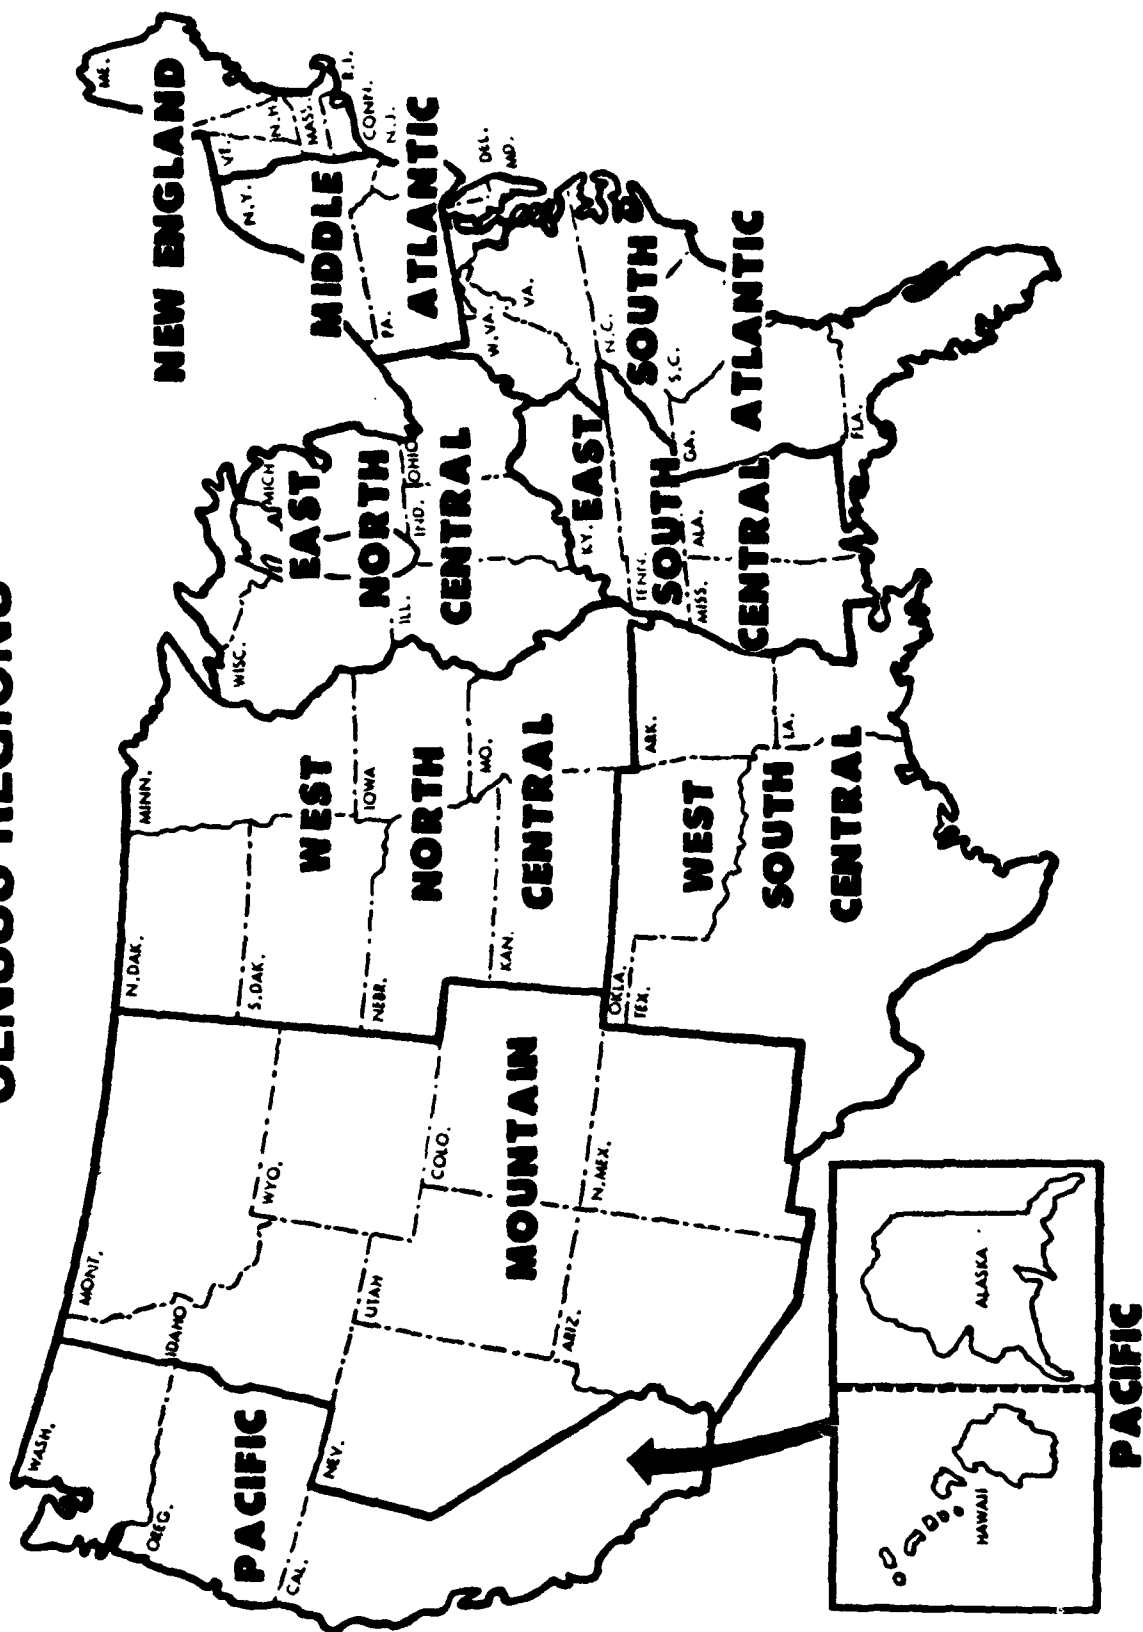 CENSUS REGIONS
WASH.
OREG.
PACIFIC
CAL.
NEV.
IDAHO
MONT.
WYO.
UTAH
COLO.
MOUNTAIN
ARIZ.
N.MEX.
N.DAK.
S.DAK.
NEBR.
KAN.
MINN.
IOWA
MO.
WEST
NORTH
CENTRAL
OKLA.
TEX.
ARK.
LA.
WEST
SOUTH
CENTRAL
WISC.
MICH
ILL.
IND.
OHIO
EAST
NORTH
CENTRAL
KY.
TENN.
MISS.
ALA.
EAST
SOUTH
CENTRAL
NEW ENGLAND
ME.
VT.
N.H.
MASS.
R.I.
CONN.
N.Y.
N.J.
PA.
MIDDLE
ATLANTIC
DEL.
MD.
W.VA.
VA.
N.C.
S.C.
GA.
FLA.
SOUTH
ATLANTIC
HAWAII
ALASKA
PACIFIC